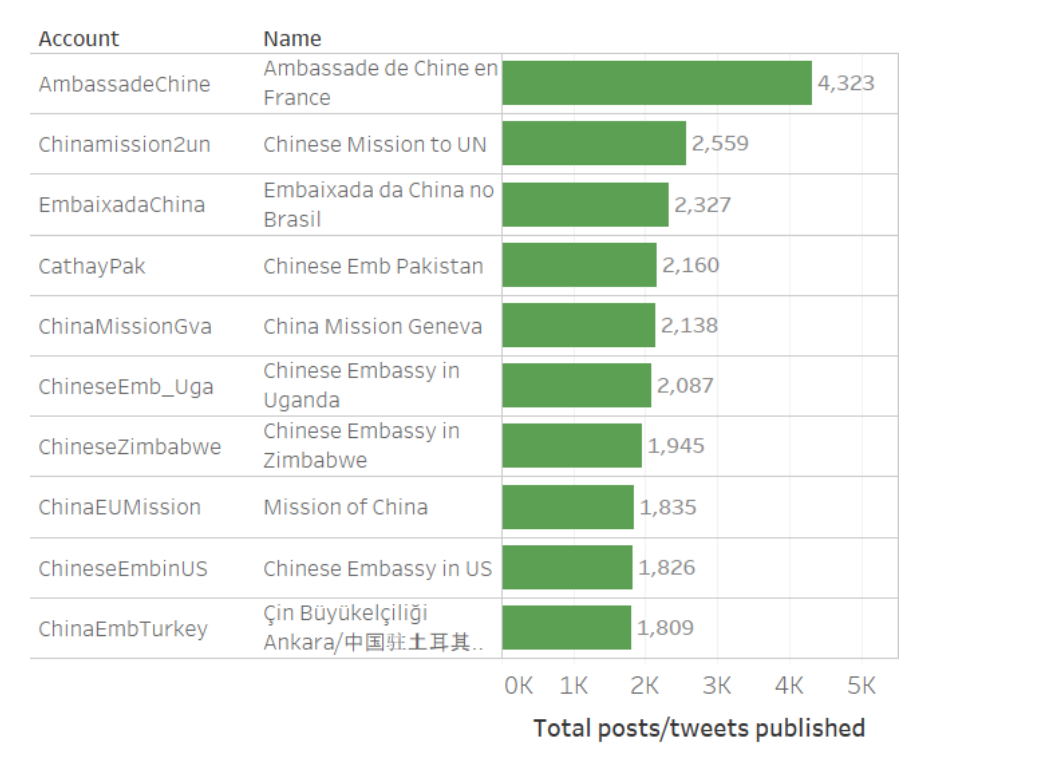 Account Name
AmbassadeChine Ambassade de Chine en
France 4,323
Chinamission2un Chinese Mission to UN 2,559
EmbaixadaChina Embaixada da China no
Brasil 2,327
CathayPak Chinese Emb Pakistan 2,160
ChinaMissionGva China Mission Geneva 2,138
ChineseEmb_Uga Chinese Embassy in
Uganda 2,087
ChineseZimbabwe Chinese Embassy in
Zimbabwe 1,945
ChinaEUMission Mission of China 1,835
ChineseEmbinUS Chinese Embassy in US 1,826
ChinaEmbTurkey Çin Büyükelçiliği
Ankara/中国驻土耳其.. 1,809
0K 1K 2K 3K 4K 5K
Total posts/tweets published